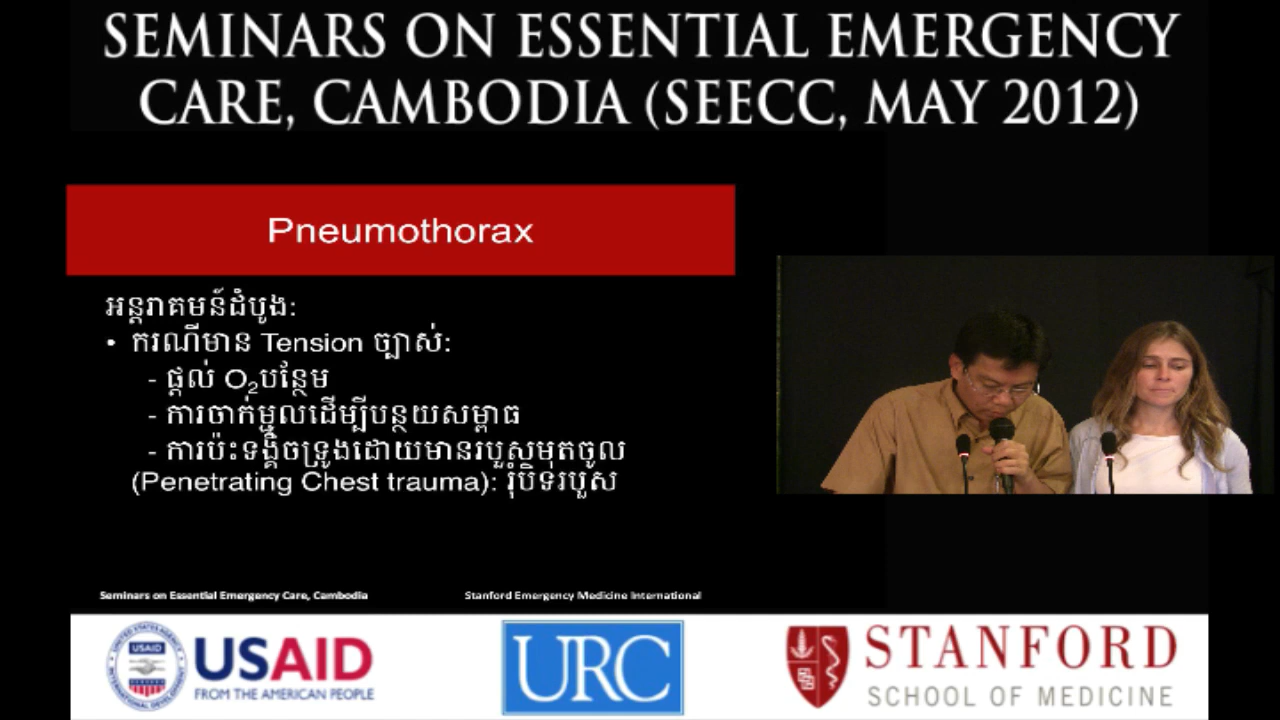 SEMINARS ON ESSENTIAL EMERGENCY
CARE, CAMBODIA (SEECC, MAY 2012)
Pneumothorax
អន្តរាគមន៍ដំបូង:
• ករណីមាន Tension ច្បាស់:
- ផ្តល់ O₂បន្ថែម
- ការចាក់ម្ជុលដើម្បីបន្ថយសម្ពាធ
- ការប៉ះទង្គិចទ្រូងដោយមានរបួសមុតចូល
(Penetrating Chest trauma): រុំបិទរបួស
Seminars on Essential Emergency Care, Cambodia
Stanford Emergency Medicine International
USAID
FROM THE AMERICAN PEOPLE
URC
STANFORD
SCHOOL OF MEDICINE